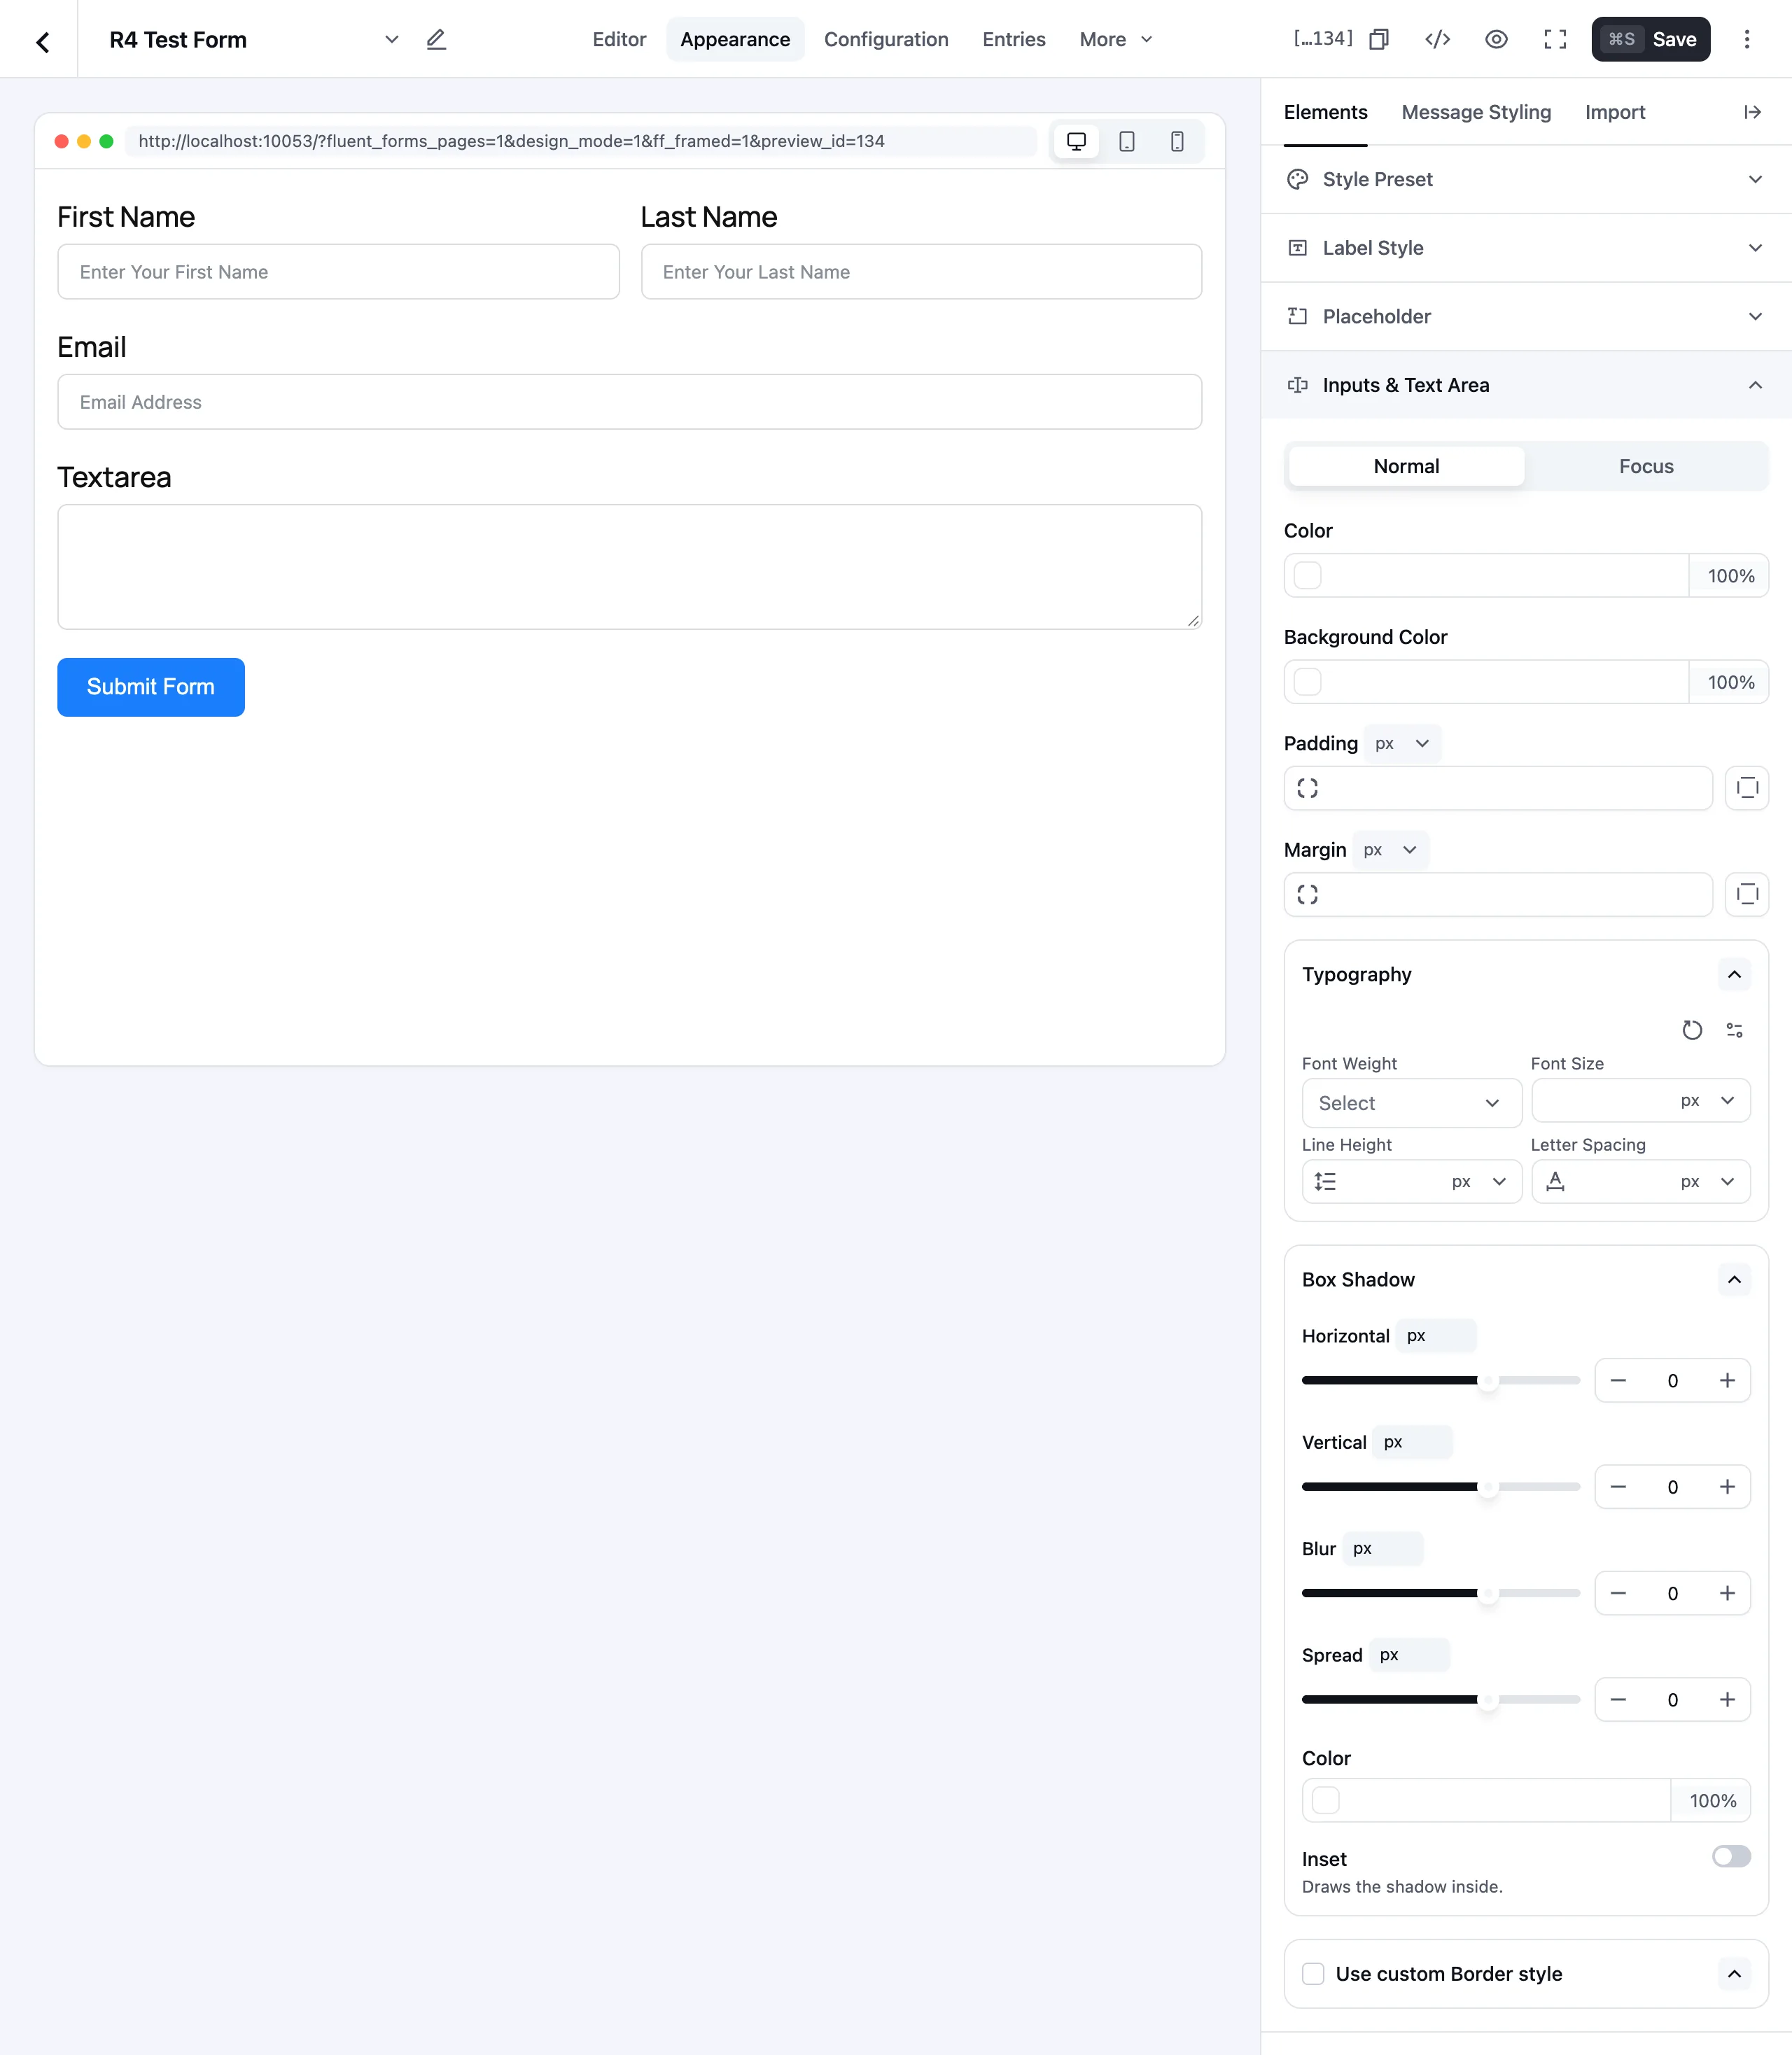 R4 Test Form
Editor
Appearance
Configuration
Entries
More
[…134]
⌘S Save
http://localhost:10053/?fluent_forms_pages=1&design_mode=1&ff_framed=1&preview_id=134
First Name
Last Name
Enter Your First Name
Enter Your Last Name
Email
Email Address
Textarea
Submit Form
Elements
Message Styling
Import
Style Preset
Label Style
Placeholder
Inputs & Text Area
Normal
Focus
Color
100%
Background Color
100%
Padding px
Margin px
Typography
Font Weight
Font Size
Select
px
Line Height
Letter Spacing
px
px
Box Shadow
Horizontal px
0
Vertical px
0
Blur px
0
Spread px
0
Color
100%
Inset
Draws the shadow inside.
Use custom Border style